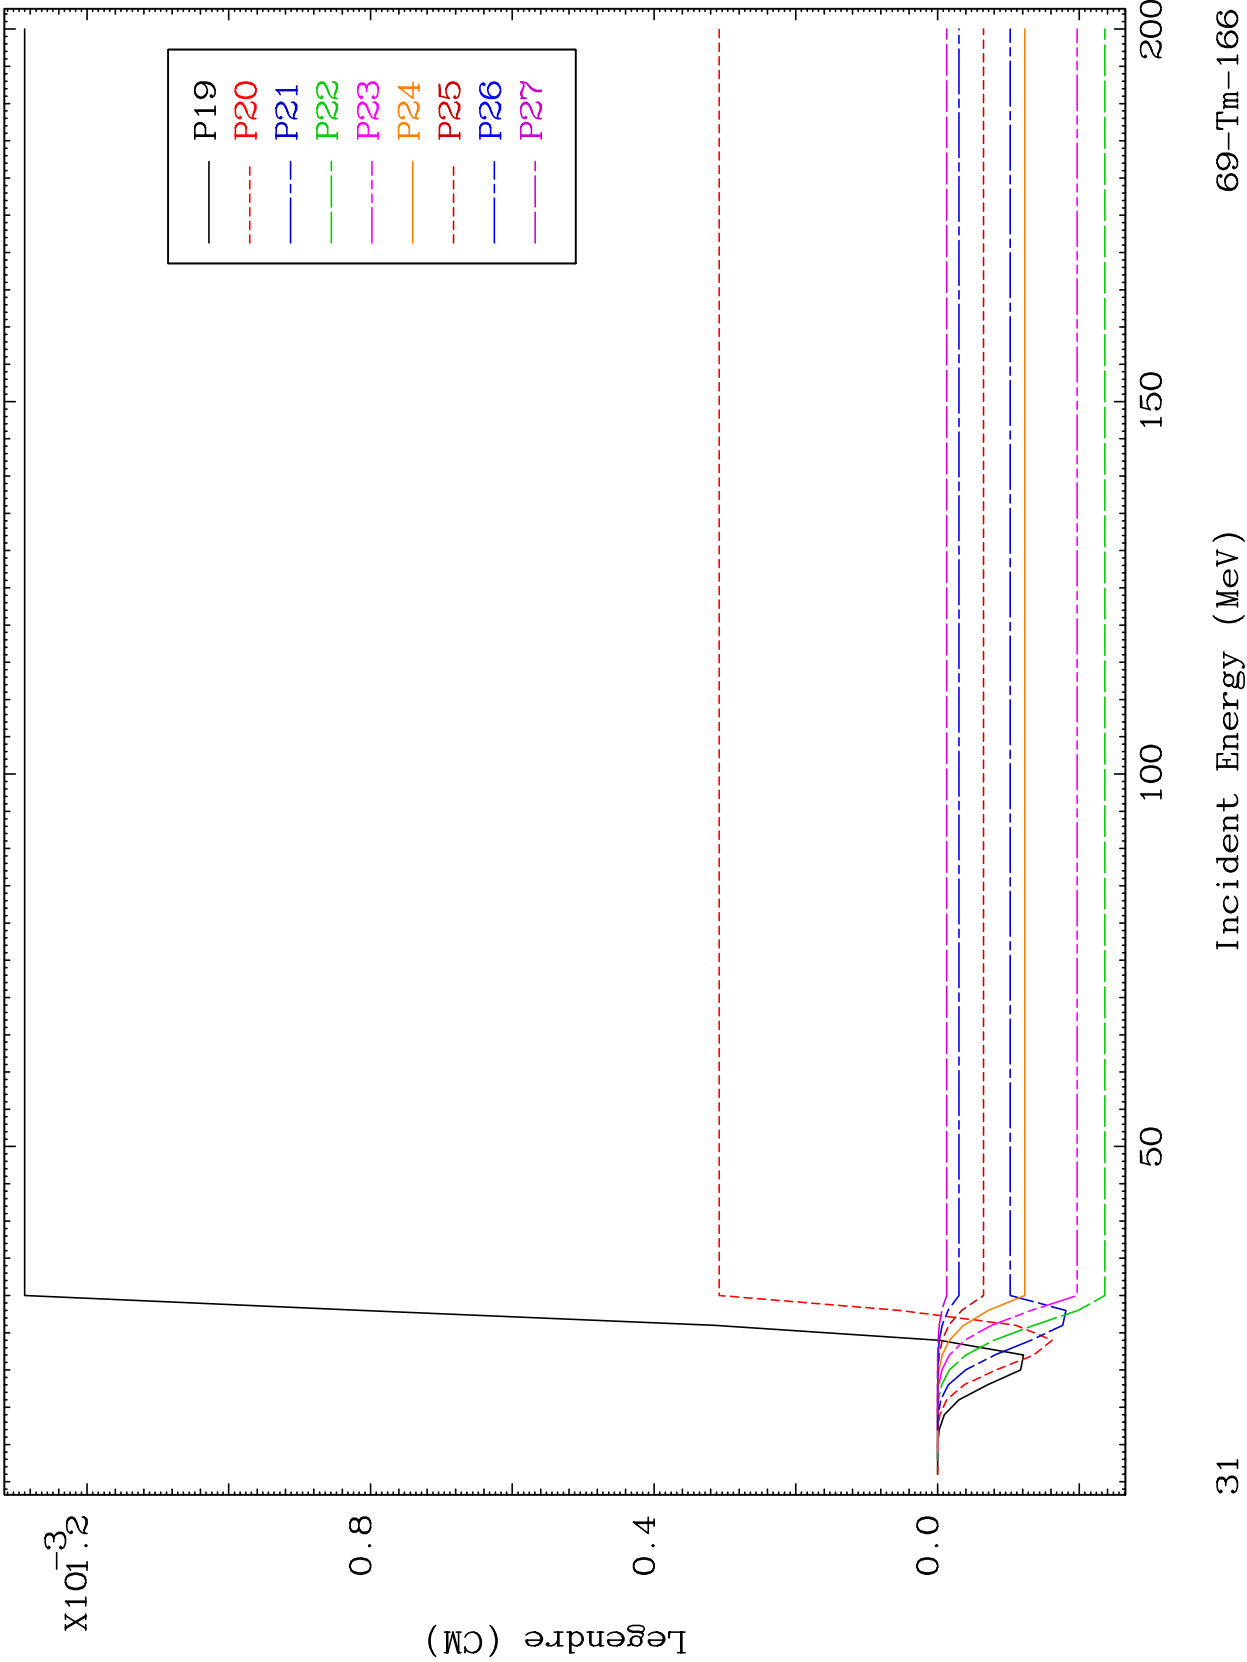 X10-3
1.2
0.8
0.4
0.0
Legendre (CM)
P19
P20
P21
P22
P23
P24
P25
P26
P27
50
100
150
200
31
Incident Energy (MeV)
69-Tm-166